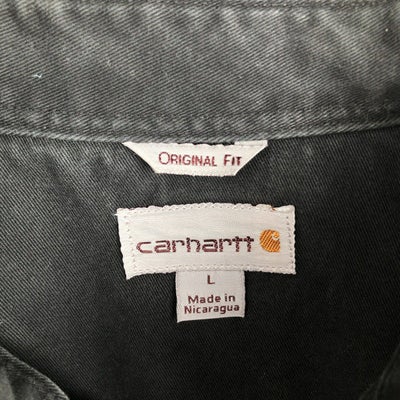 ORIGINAL FIT
carhartt
L
Made in
Nicaragua